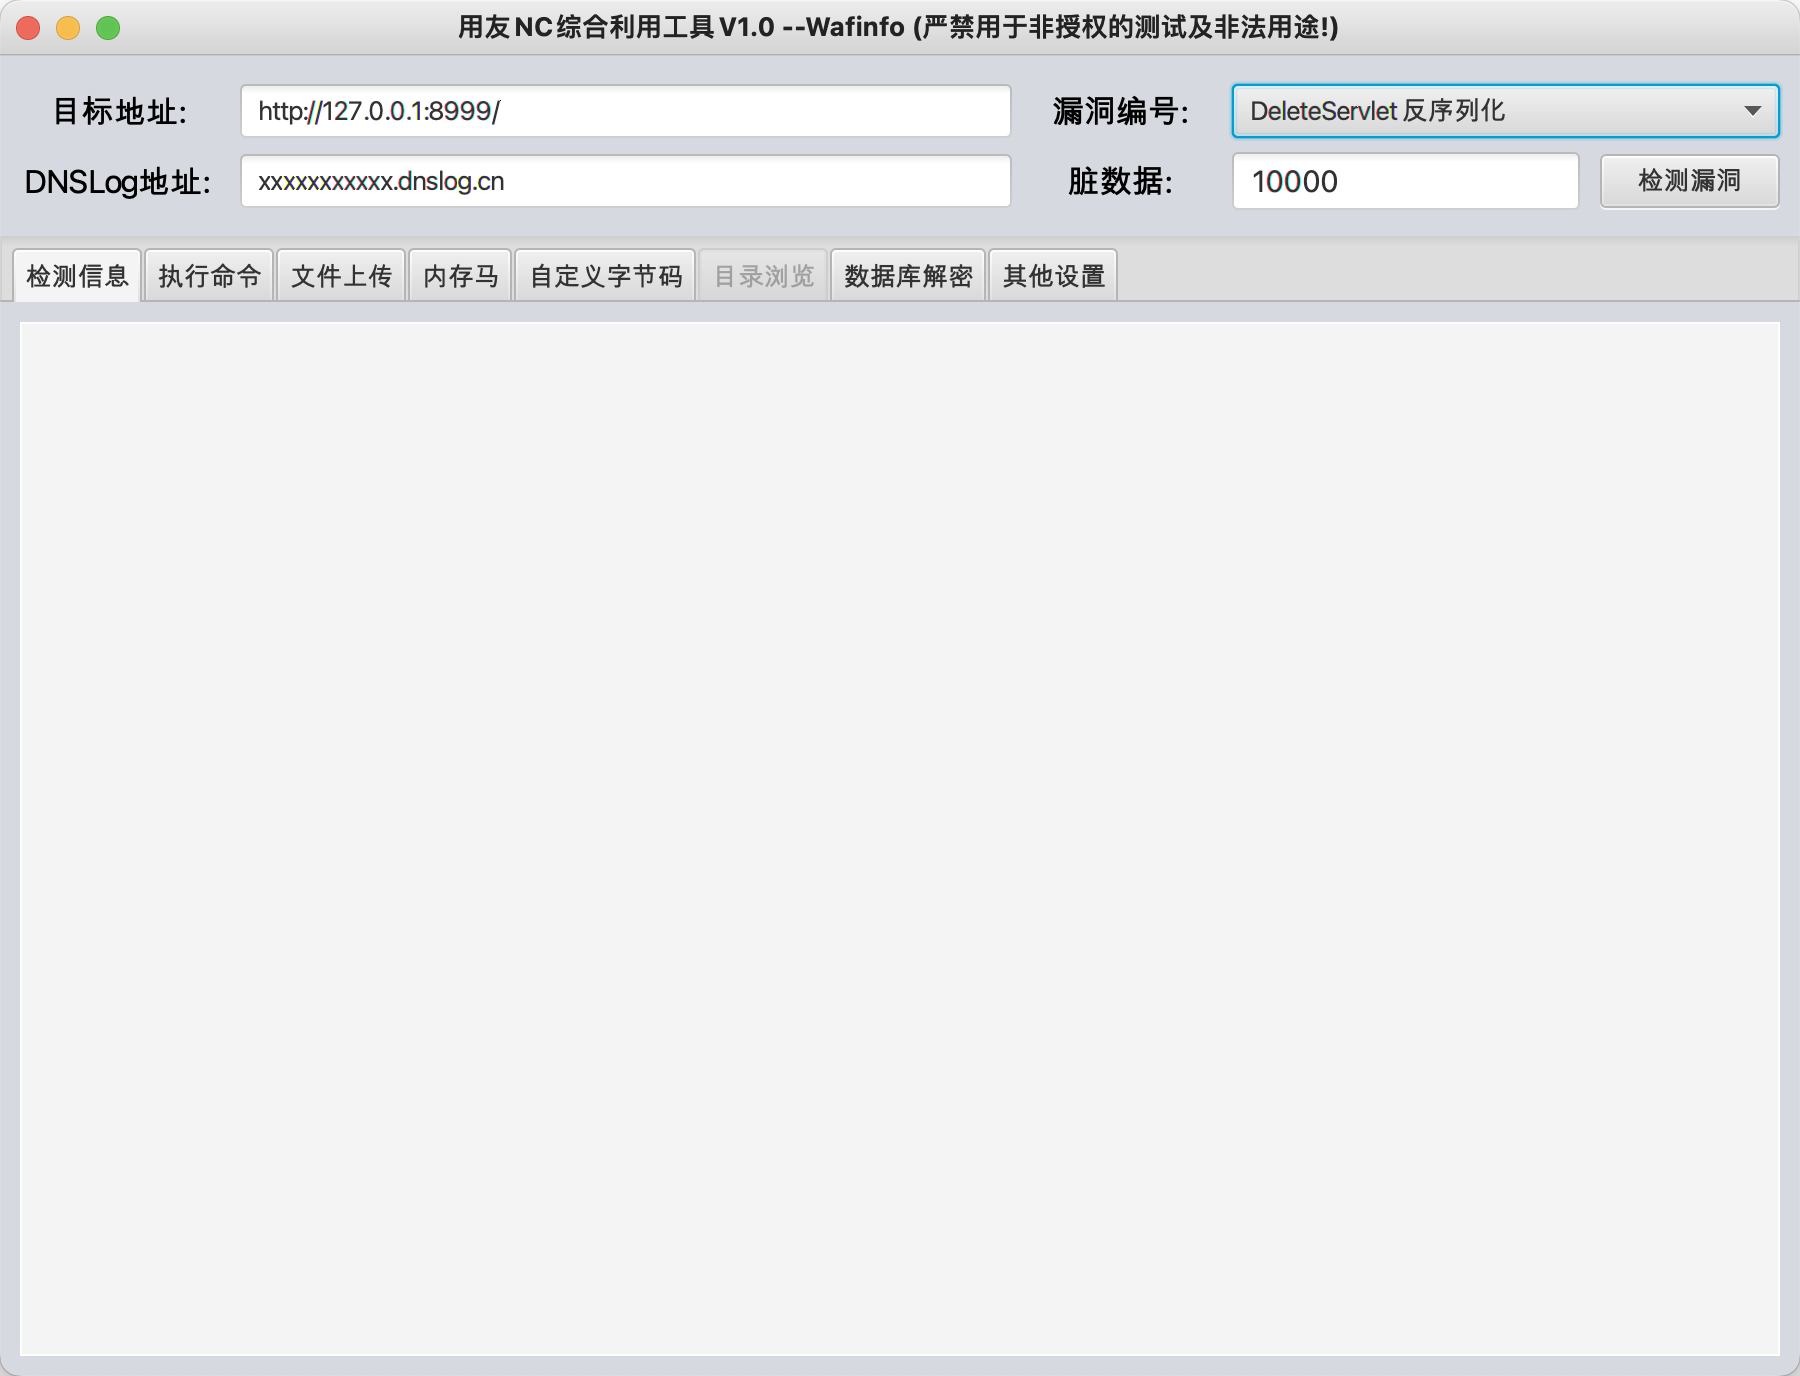 用友NC综合利用工具V1.0 --Wafinfo (严禁用于非授权的测试及非法用途!)
目标地址: http://127.0.0.1:8999/ 漏洞编号: DeleteServlet 反序列化
DNSLog地址: xxxxxxxxxxx.dnslog.cn 脏数据: 10000 检测漏洞
检测信息 执行命令 文件上传 内存马 自定义字节码 目录浏览 数据库解密 其他设置